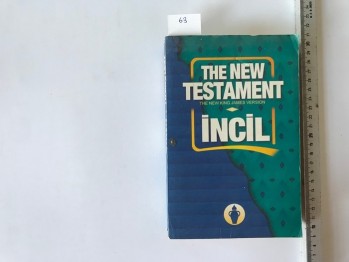 63
THE NEW
TESTAMENT
THE NEW KING JAMES VERSION
İNCİL